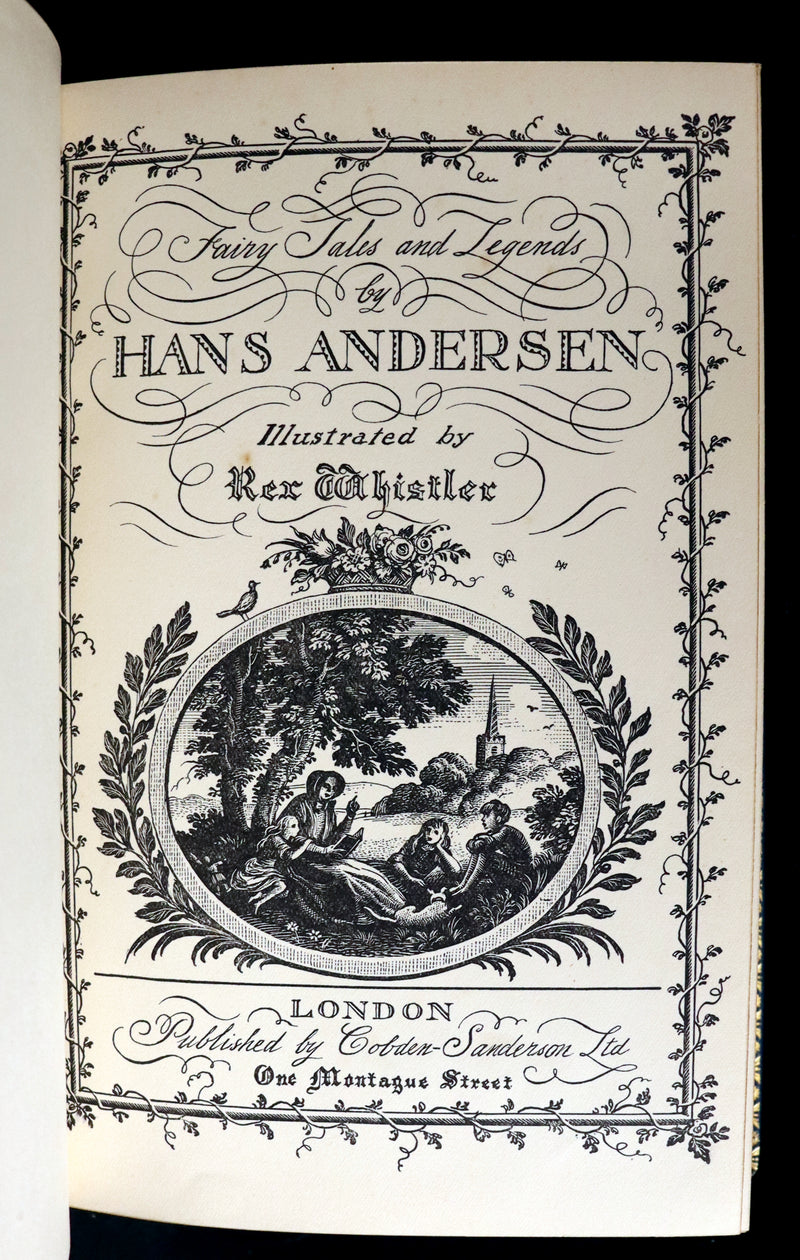 Fairy Tales and Legends
by
HANS ANDERSEN
Illustrated by
Rex Whistler
LONDON
Published by Cobden-Sanderson Ltd
One Montague Street